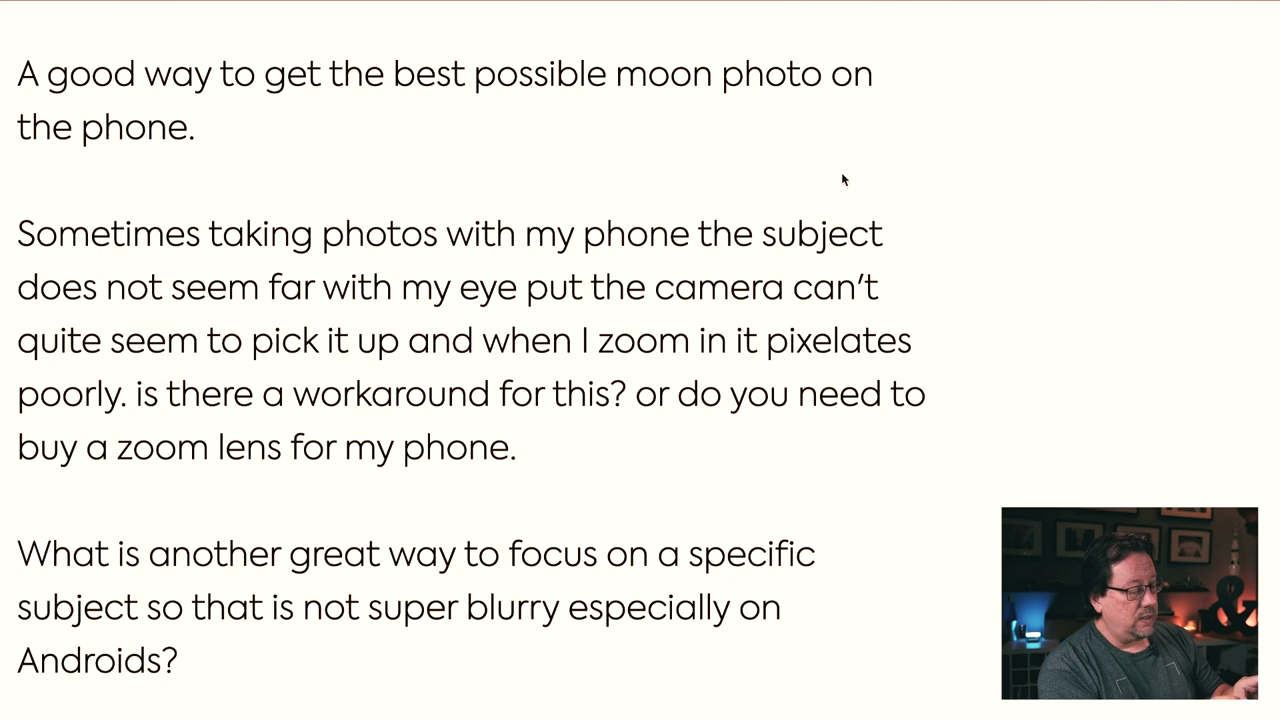 A good way to get the best possible moon photo on
the phone.
Sometimes taking photos with my phone the subject
does not seem far with my eye put the camera can't
quite seem to pick it up and when I zoom in it pixelates
poorly. is there a workaround for this? or do you need to
buy a zoom lens for my phone.
What is another great way to focus on a specific
subject so that is not super blurry especially on
Androids?